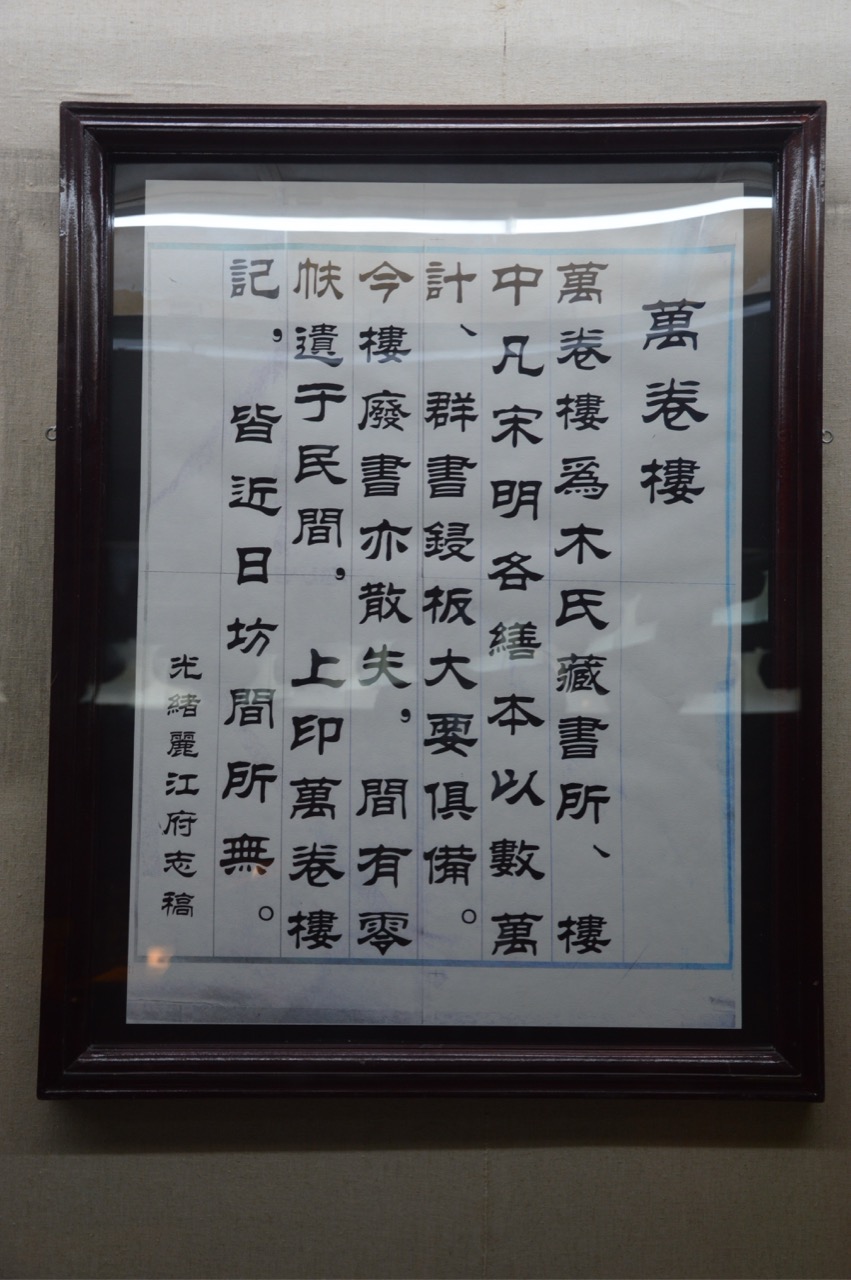 萬卷樓
萬卷樓爲木氏藏書所、樓
中凡宋明各繕本以數萬
計、群書鋟板大要俱備。
今樓廢書亦散失，間有零
帙遺于民間，上印萬卷樓
記，皆近日坊間所無。
光緒麗江府志稿